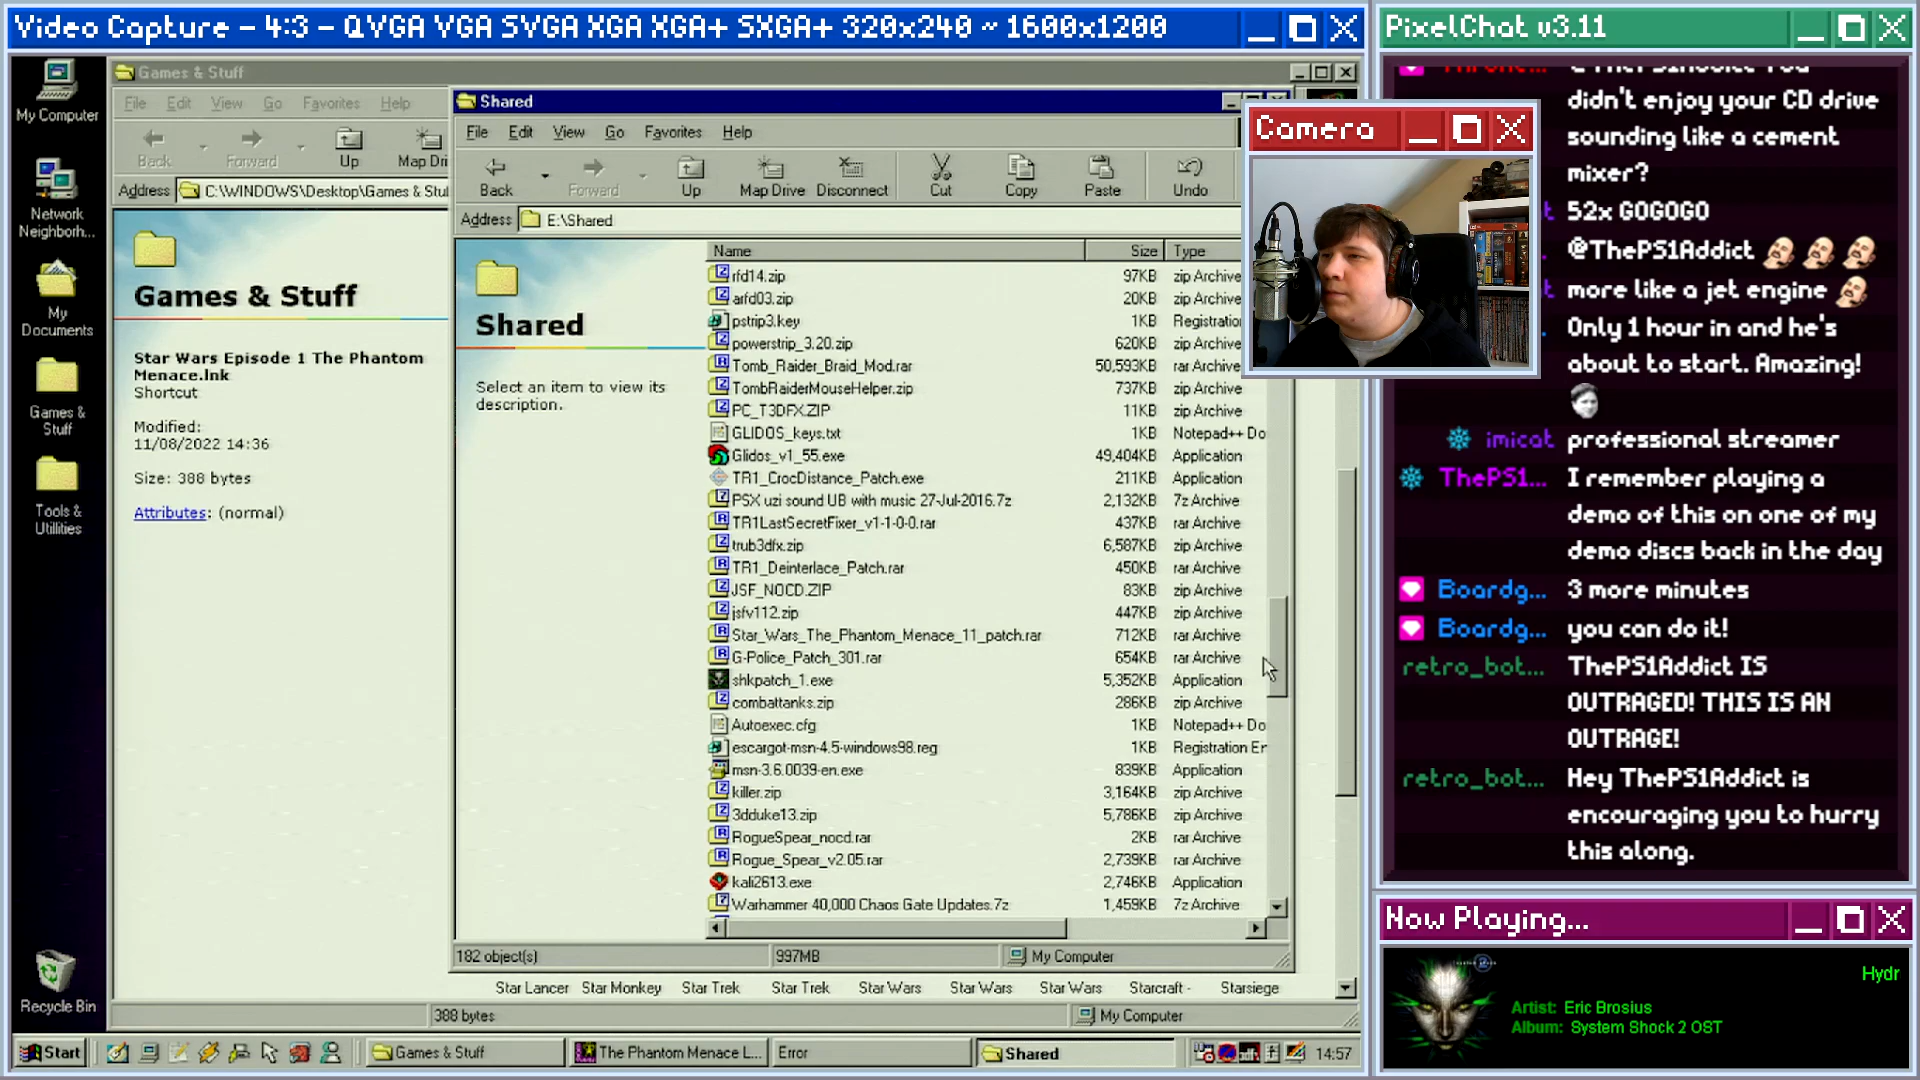 Video Capture - 4:3 - QVGA VGA SVGA XGA XGA+ SXGA+ 320x240 ~ 1600x1200
My Computer
Network
Neighborh...
My
Documents
Games &
Stuff
Tools &
Utilities
Recycle Bin
Games & Stuff
File Edit View Go Favorites Help
Back Forward Up Map Dri
Address C:\WINDOWS\Desktop\Games & Stu
Games & Stuff
Star Wars Episode 1 The Phantom
Menace.lnk
Shortcut
Modified:
11/08/2022 14:36
Size: 388 bytes
Attributes: (normal)
Shared
File Edit View Go Favorites Help
Back Forward Up Map Drive Disconnect Cut Copy Paste Undo
Address E:\Shared
Shared
Select an item to view its
description.
Name Size Type
rfd14.zip 97KB zip Archive
arfd03.zip 20KB zip Archive
pstrip3.key 1KB Registratio
powerstrip_3.20.zip 620KB zip Archive
Tomb_Raider_Braid_Mod.rar 50,593KB rar Archive
TombRaiderMouseHelper.zip 737KB zip Archive
PC_T3DFX.ZIP 11KB zip Archive
GLIDOS_keys.txt 1KB Notepad++ Do
Glidos_v1_55.exe 49,404KB Application
TR1_CrocDistance_Patch.exe 211KB Application
PSX uzi sound UB with music 27-Jul-2016.7z 2,132KB 7z Archive
TR1LastSecretFixer_v1-1-0-0.rar 437KB rar Archive
trub3dfx.zip 6,587KB zip Archive
TR1_Deinterlace_Patch.rar 450KB rar Archive
JSF_NOCD.ZIP 83KB zip Archive
jsfv112.zip 447KB zip Archive
Star_Wars_The_Phantom_Menace_11_patch.rar 712KB rar Archive
G-Police_Patch_301.rar 654KB rar Archive
shkpatch_1.exe 5,352KB Application
combattanks.zip 286KB zip Archive
Autoexec.cfg 1KB Notepad++ Do
escargot-msn-4.5-windows98.reg 1KB Registration Er
msn-3.6.0039-en.exe 839KB Application
killer.zip 3,164KB zip Archive
3dduke13.zip 5,786KB zip Archive
RogueSpear_nocd.rar 2KB rar Archive
Rogue_Spear_v2.05.rar 2,739KB rar Archive
kali2613.exe 2,746KB Application
Warhammer 40,000 Chaos Gate Updates.7z 1,459KB 7z Archive
182 object(s) 997MB My Computer
Star Lancer Star Monkey Star Trek Star Trek Star Wars Star Wars Star Wars Starcraft - Starsiege
388 bytes My Computer
Start Games & Stuff The Phantom Menace L... Error Shared 14:57
Camera
PixelChat v3.11
didn't enjoy your CD drive
sounding like a cement
mixer?
52x GOGOGO
@ThePS1Addict
more like a jet engine
Only 1 hour in and he's
about to start. Amazing!
imicat professional streamer
ThePS1... I remember playing a
demo of this on one of my
demo discs back in the day
Boardg... 3 more minutes
Boardg... you can do it!
retro_bot... ThePS1Addict IS
OUTRAGED! THIS IS AN
OUTRAGE!
retro_bot... Hey ThePS1Addict is
encouraging you to hurry
this along.
Now Playing...
Hydr
Artist: Eric Brosius
Album: System Shock 2 OST